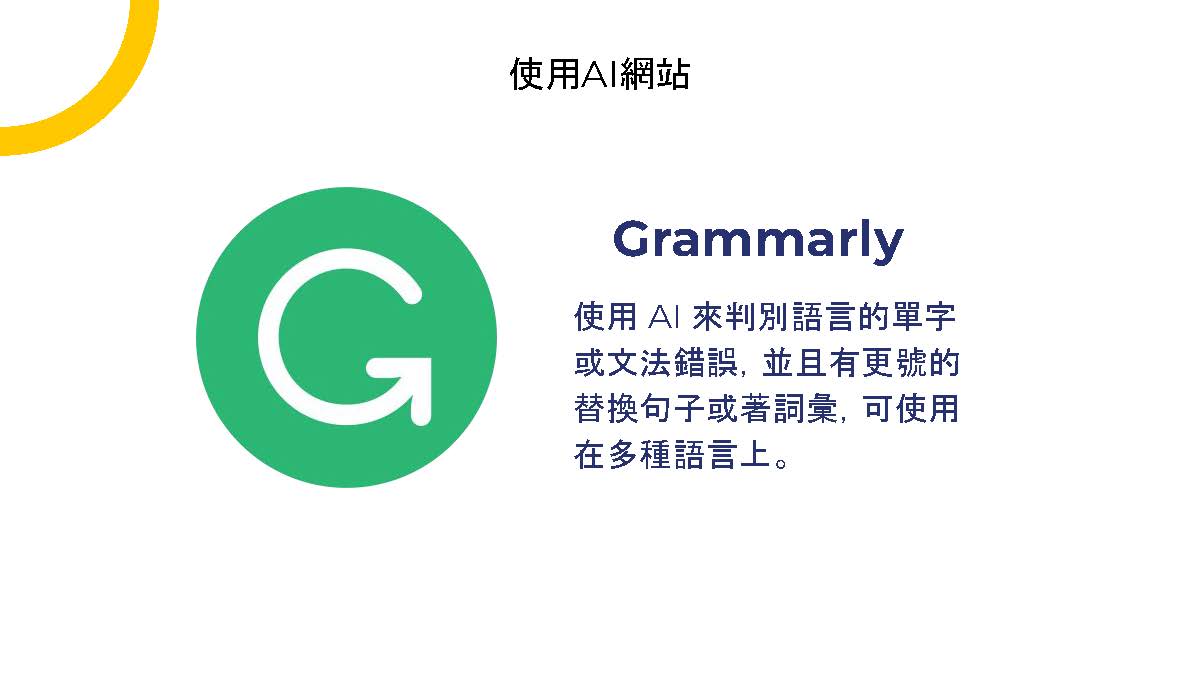 使用AI網站
Grammarly
使用 AI 來判別語言的單字
或文法錯誤, 並且有更號的
替換句子或著詞彙, 可使用
在多種語言上。